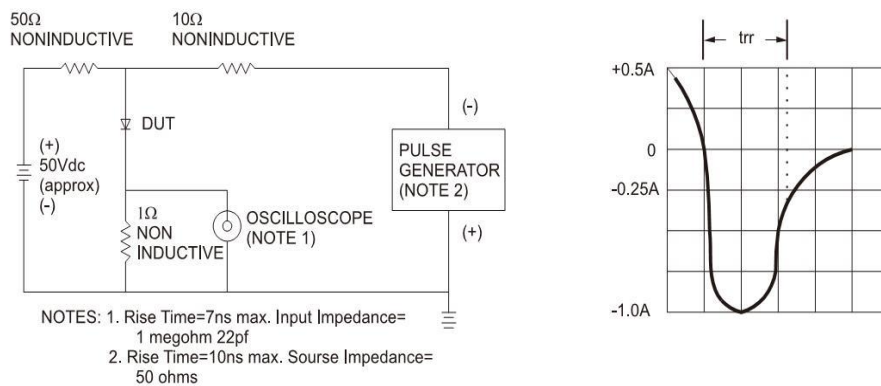 50Ω
NONINDUCTIVE
10Ω
NONINDUCTIVE
DUT
(+)
50Vdc
(approx)
(-)
1Ω
NON
INDUCTIVE
OSCILLOSCOPE
(NOTE 1)
(-)
PULSE
GENERATOR
(NOTE 2)
(+)
NOTES: 1. Rise Time=7ns max. Input Impedance=
1 megohm 22pf
2. Rise Time=10ns max. Sourse Impedance=
50 ohms
trr
+0.5A
0
-0.25A
-1.0A